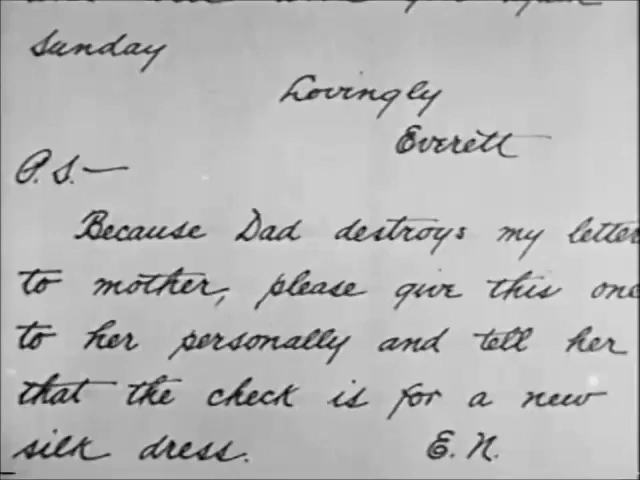 Sunday
Lovingly
Everett
P.S.—
Because Dad destroys my letter
to mother, please give this one
to her personally and tell her
that the check is for a new
silk dress. E.N.